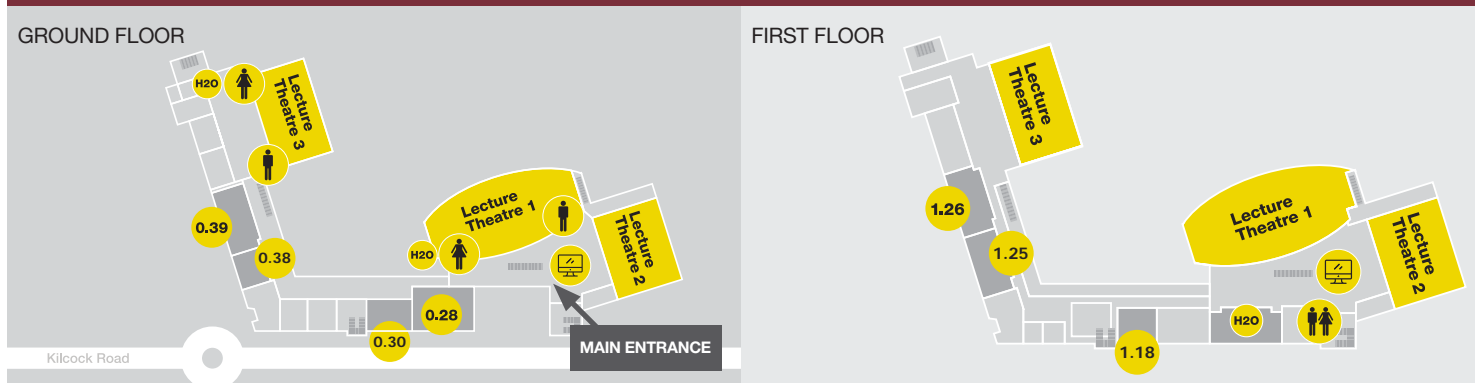 GROUND FLOOR
H2O
Lecture
Theatre 3
0.39
0.38
Lecture
Theatre 1
H2O
Lecture
Theatre 2
0.28
0.30
MAIN ENTRANCE
Kilcock Road
FIRST FLOOR
Lecture
Theatre 3
1.26
1.25
Lecture
Theatre 1
Lecture
Theatre 2
H2O
1.18